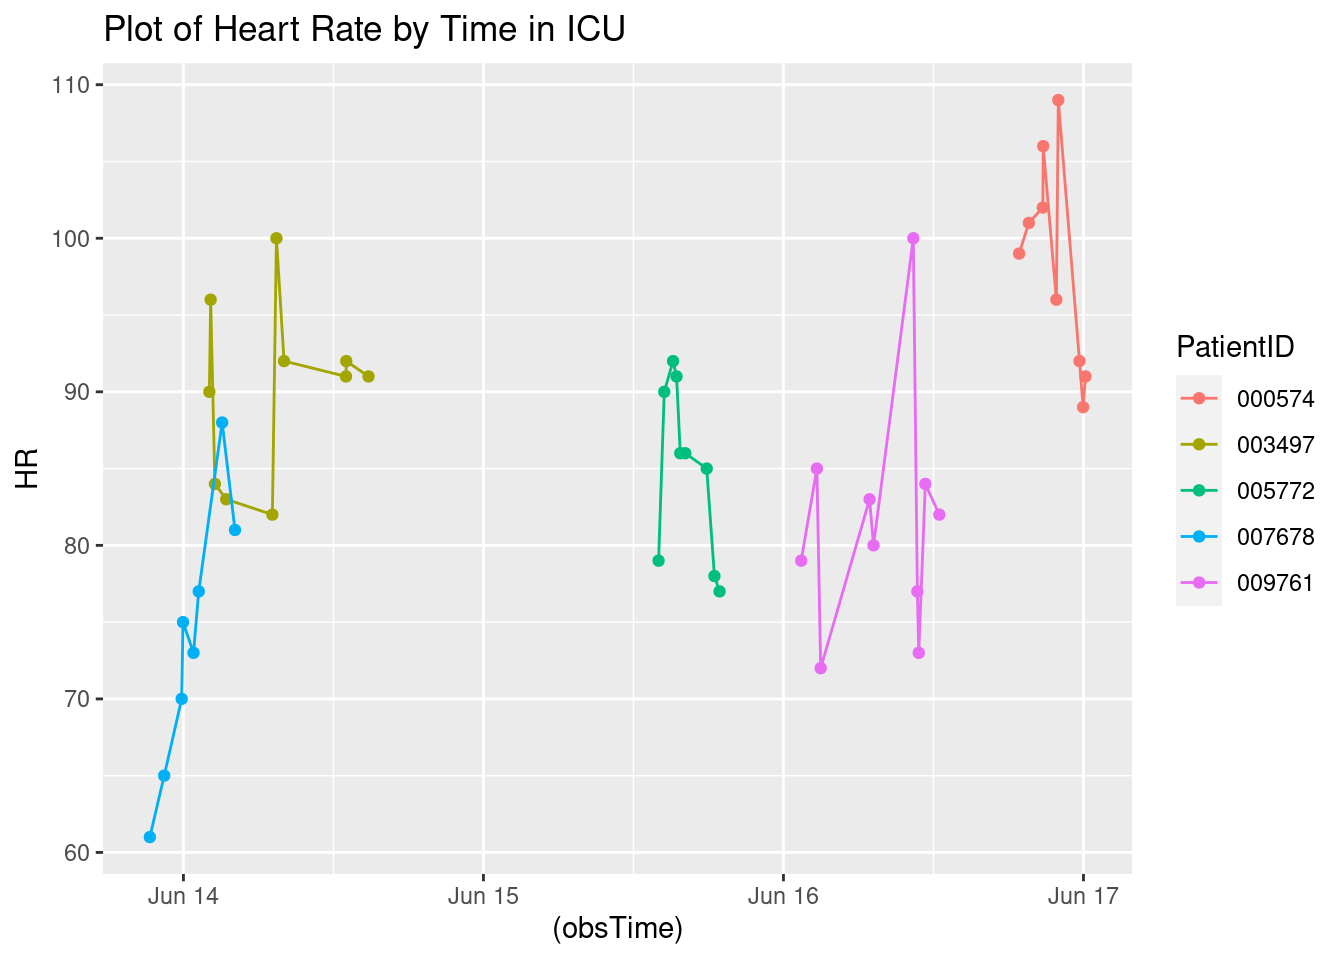 Plot of Heart Rate by Time in ICU
110
100
90
80
70
60
HR
Jun 14
Jun 15
Jun 16
Jun 17
(obsTime)
PatientID
000574
003497
005772
007678
009761